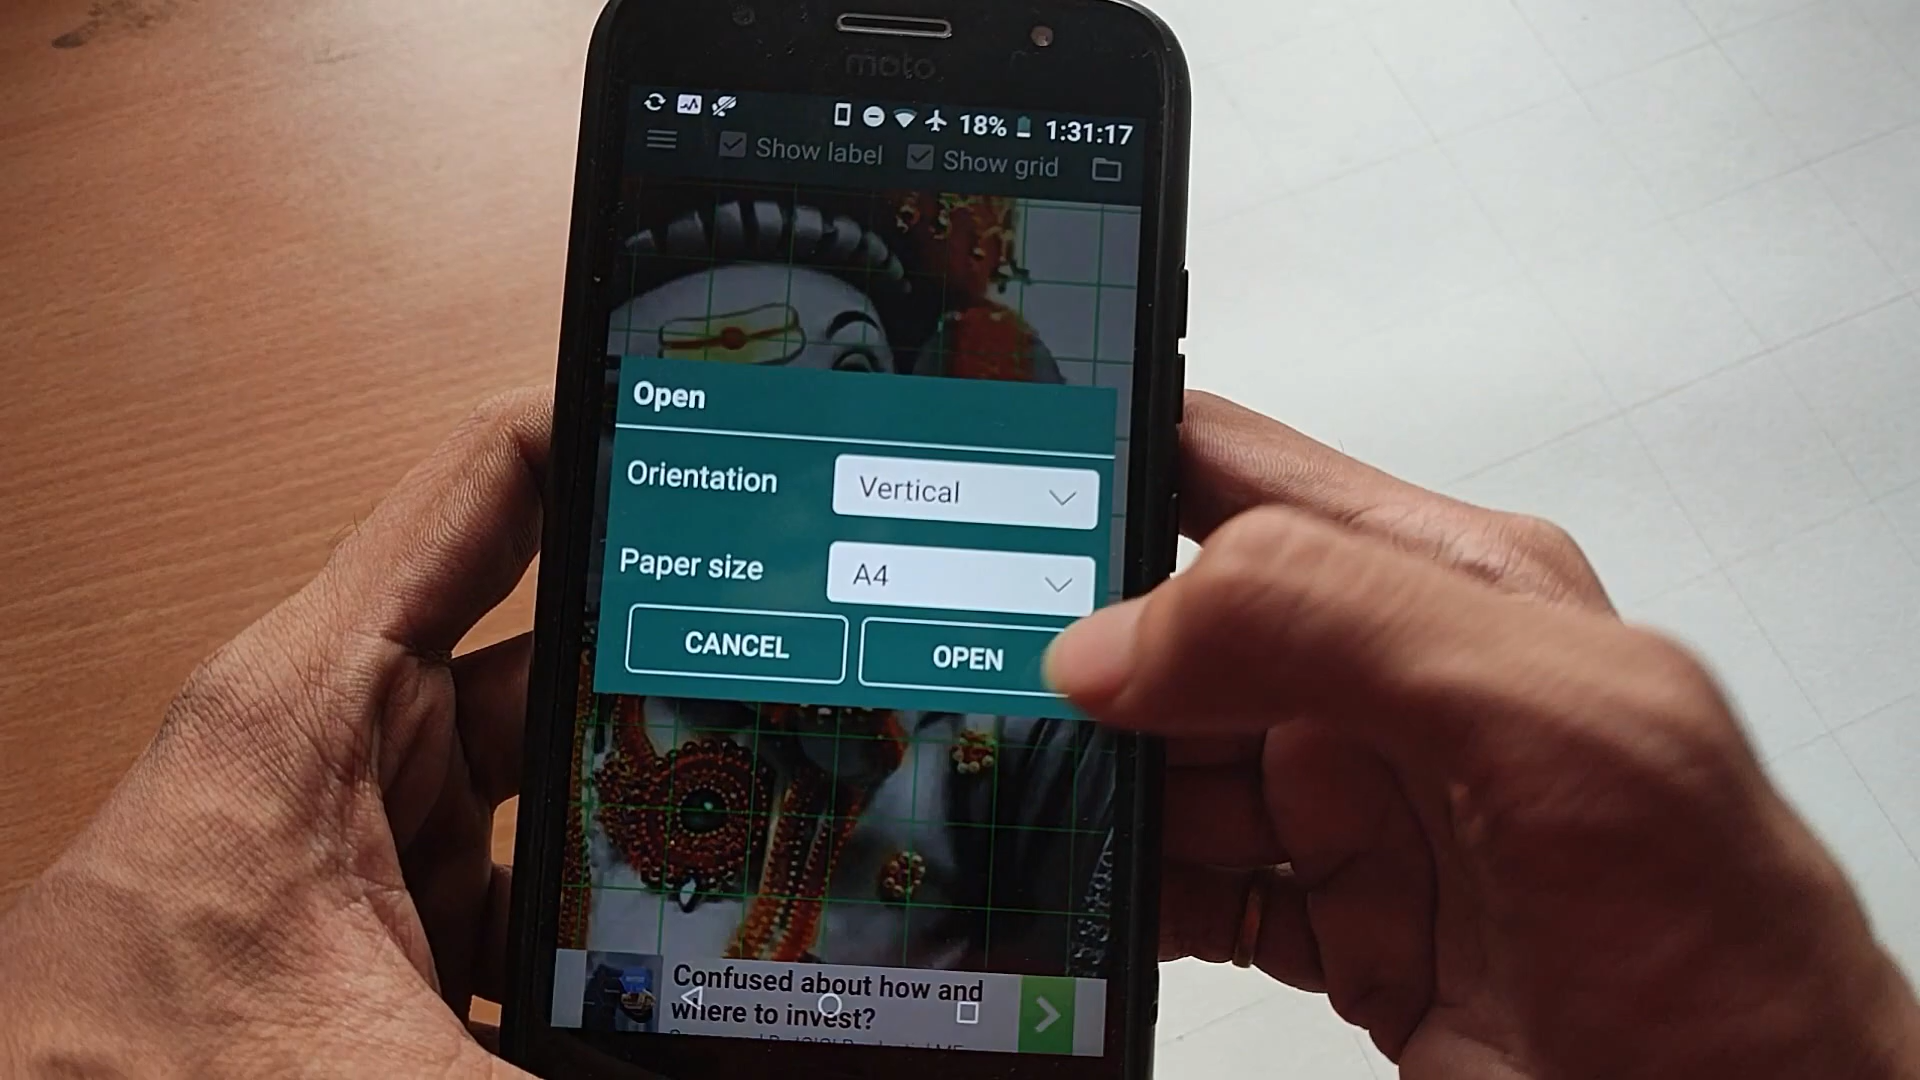 moto
18% 1:31:17
Show label Show grid
Open
Orientation Vertical
Paper size A4
CANCEL OPEN
Confused about how and
where to invest?